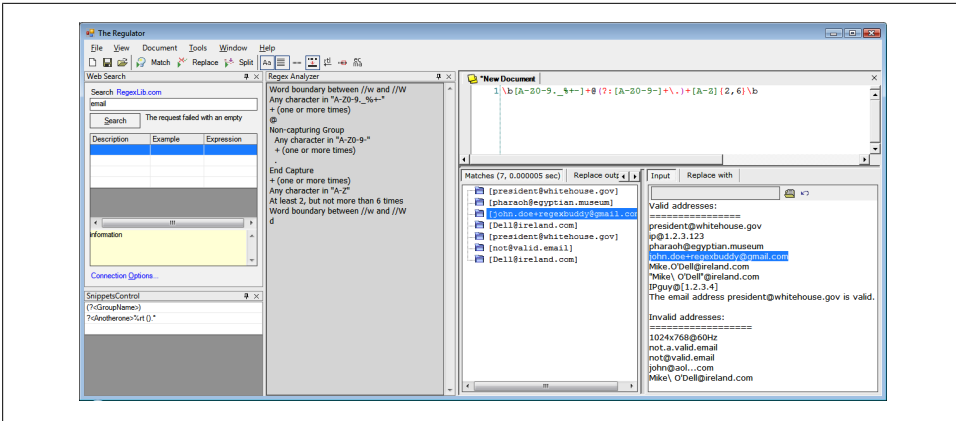 The Regulator
File View Document Tools Window Help
Match Replace Split Aa
Web Search
Search RegexLib.com
email
Search The request failed with an empty
Description Example Expression
information
Connection Options...
SnippetsControl
(?<GroupName>)
?<Anotherone>%rt ().*
Regex Analyzer
Word boundary between //w and //W
Any character in "A-Z0-9._%+-"
+ (one or more times)
@
Non-capturing Group
Any character in "A-Z0-9-"
+ (one or more times)
.
End Capture
+ (one or more times)
Any character in "A-Z"
At least 2, but not more than 6 times
Word boundary between //w and //W
d
*New Document
1 \b[A-Z0-9._%+-]+@(?:[A-Z0-9-]+\.)+[A-Z]{2,6}\b
Matches (7, 0.000005 sec) Replace outp
[president@whitehouse.gov]
[pharaoh@egyptian.museum]
[john.doe+regexbuddy@gmail.com
[Dell@ireland.com]
[president@whitehouse.gov]
[not@valid.email]
[Dell@ireland.com]
Input Replace with
Valid addresses:
================
president@whitehouse.gov
ip@1.2.3.123
pharaoh@egyptian.museum
john.doe+regexbuddy@gmail.com
Mike.O'Dell@ireland.com
"Mike\ O'Dell"@ireland.com
IPguy@[1.2.3.4]
The email address president@whitehouse.gov is valid.
Invalid addresses:
==================
1024x768@60Hz
not.a.valid.email
not@valid.email
john@aol...com
Mike\ O'Dell@ireland.com